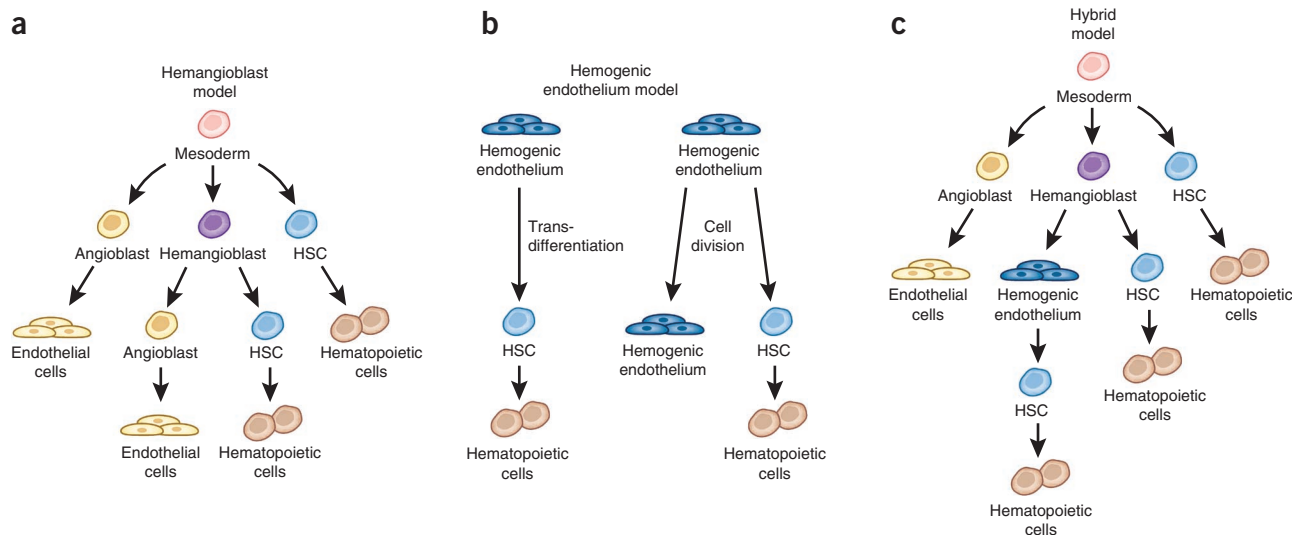 a
Hemangioblast
model
Mesoderm
Angioblast
Hemangioblast
HSC
Endothelial
cells
Angioblast
HSC
Hematopoietic
cells
Endothelial
cells
Hematopoietic
cells
b
Hemogenic
endothelium model
Hemogenic
endothelium
Hemogenic
endothelium
Trans-
differentiation
Cell
division
HSC
Hemogenic
endothelium
HSC
Hematopoietic
cells
Hematopoietic
cells
c
Hybrid
model
Mesoderm
Angioblast
Hemangioblast
HSC
Endothelial
cells
Hemogenic
endothelium
HSC
Hematopoietic
cells
HSC
Hematopoietic
cells
Hematopoietic
cells